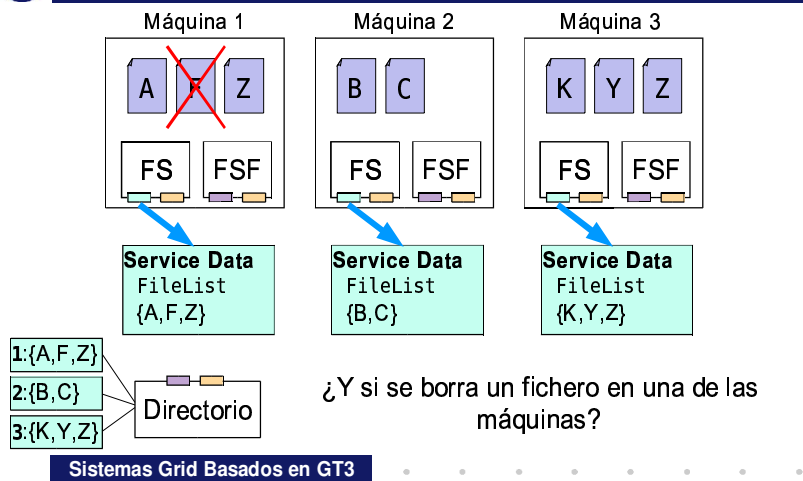 Máquina 1
Máquina 2
Máquina 3
A
F
Z
B
C
K
Y
Z
FS
FSF
FS
FSF
FS
FSF
Service Data
FileList
{A,F,Z}
Service Data
FileList
{B,C}
Service Data
FileList
{K,Y,Z}
1:{A,F,Z}
2:{B,C}
3:{K,Y,Z}
Directorio
¿Y si se borra un fichero en una de las
máquinas?
Sistemas Grid Basados en GT3